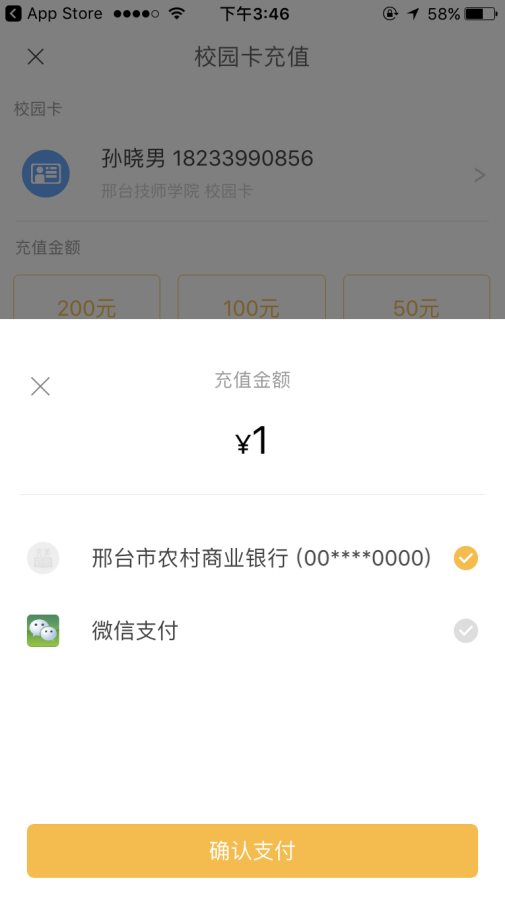 App Store 下午3:46 58%
校园卡充值
校园卡
孙晓男 18233990856
邢台技师学院 校园卡
充值金额
200元 100元 50元
充值金额
¥1
邢台市农村商业银行 (00****0000)
微信支付
确认支付